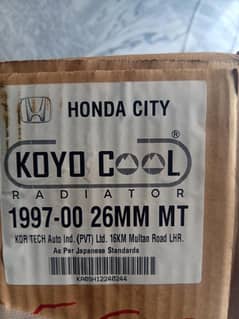 HONDA CITY
KOYO COOL®
RADIATOR
1997-00 26MM MT
KOR TECH Auto Ind. (PVT) Ltd. 16KM Multan Road LHR.
As Per Japanese Standards